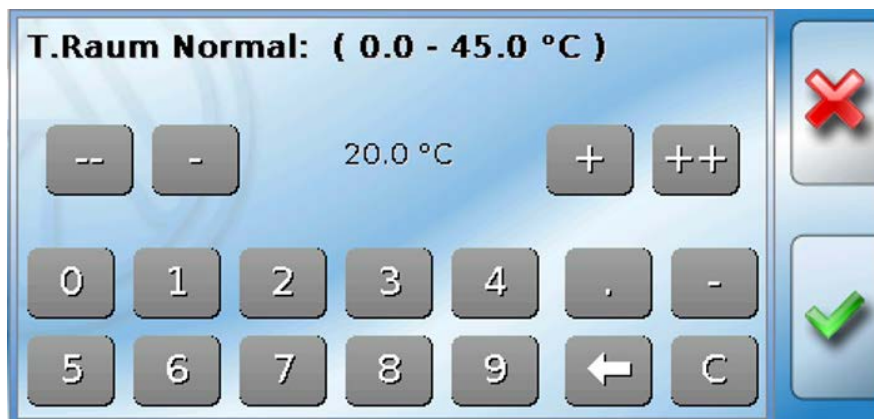 T.Raum Normal: ( 0.0 - 45.0 °C )
-- - 20.0 °C + ++
0 1 2 3 4 . -
5 6 7 8 9 C